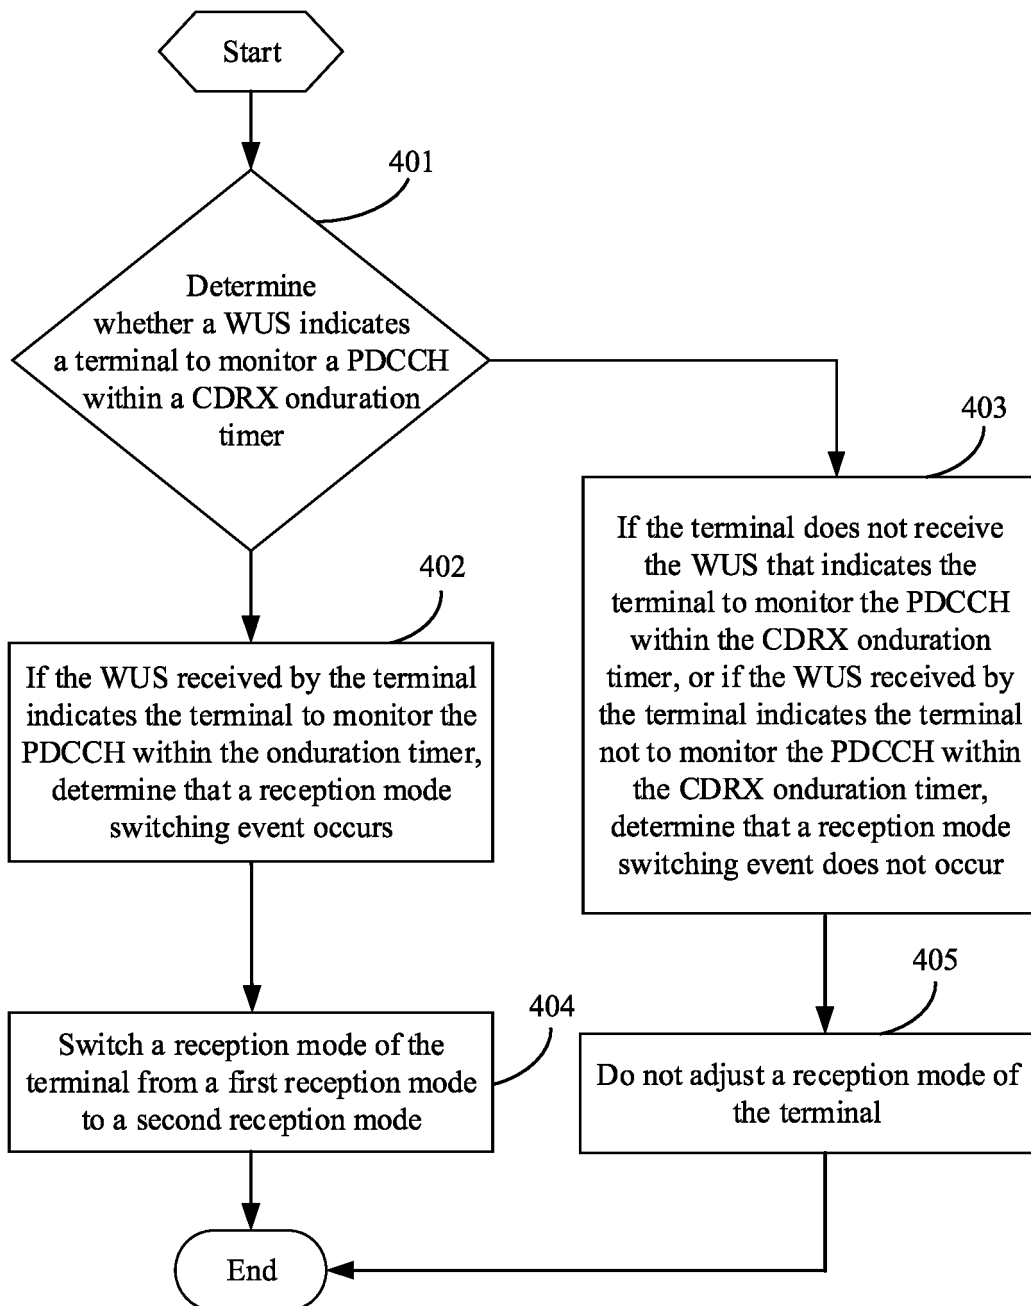 Start
401
Determine
whether a WUS indicates
a terminal to monitor a PDCCH
within a CDRX onduration
timer
402
If the WUS received by the terminal
indicates the terminal to monitor the
PDCCH within the onduration timer,
determine that a reception mode
switching event occurs
403
If the terminal does not receive
the WUS that indicates the
terminal to monitor the PDCCH
within the CDRX onduration
timer, or if the WUS received by
the terminal indicates the terminal
not to monitor the PDCCH within
the CDRX onduration timer,
determine that a reception mode
switching event does not occur
404
Switch a reception mode of the
terminal from a first reception mode
to a second reception mode
405
Do not adjust a reception mode of
the terminal
End